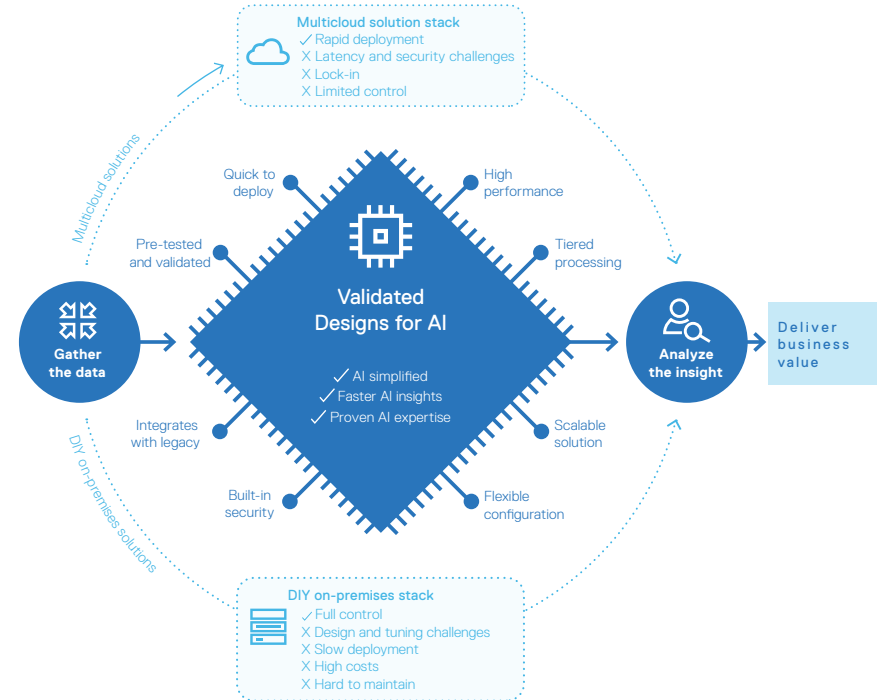 Multicloud solution stack
✓ Rapid deployment
X Latency and security challenges
X Lock-in
X Limited control
Multicloud solutions
Quick to
deploy
High
performance
Pre-tested
and validated
Tiered
processing
Validated
Designs for AI
✓ AI simplified
✓ Faster AI insights
✓ Proven AI expertise
Gather
the data
Analyze
the insight
Deliver
business
value
Integrates
with legacy
Scalable
solution
Built-in
security
Flexible
configuration
DIY on-premises solutions
DIY on-premises stack
✓ Full control
X Design and tuning challenges
X Slow deployment
X High costs
X Hard to maintain